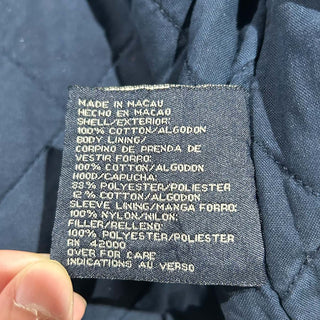 MADE IN MACAU
HECHO EN MACAO
SHELL/EXTERIOR:
100% COTTON/ALGODON
BODY LINING/
CORPINO DE PRENDA DE
VESTIR FORRO:
100% COTTON/ALGODON
HOOD/CAPUCHA:
88% POLYESTER/POLIESTER
12% COTTON/ALGODON
SLEEVE LINING/MANGA FORRO:
100% NYLON/NILON:
FILLER/RELLENO:
100% POLYESTER/POLIESTER
RN 42000
OVER FOR CARE
INDICATIONS AU VERSO